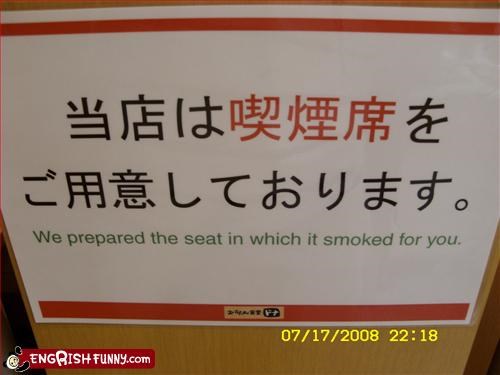 当店は喫煙席を
ご用意しております。
We prepared the seat in which it smoked for you.
07/17/2008 22:18
ENGRISHFUNNY.COM